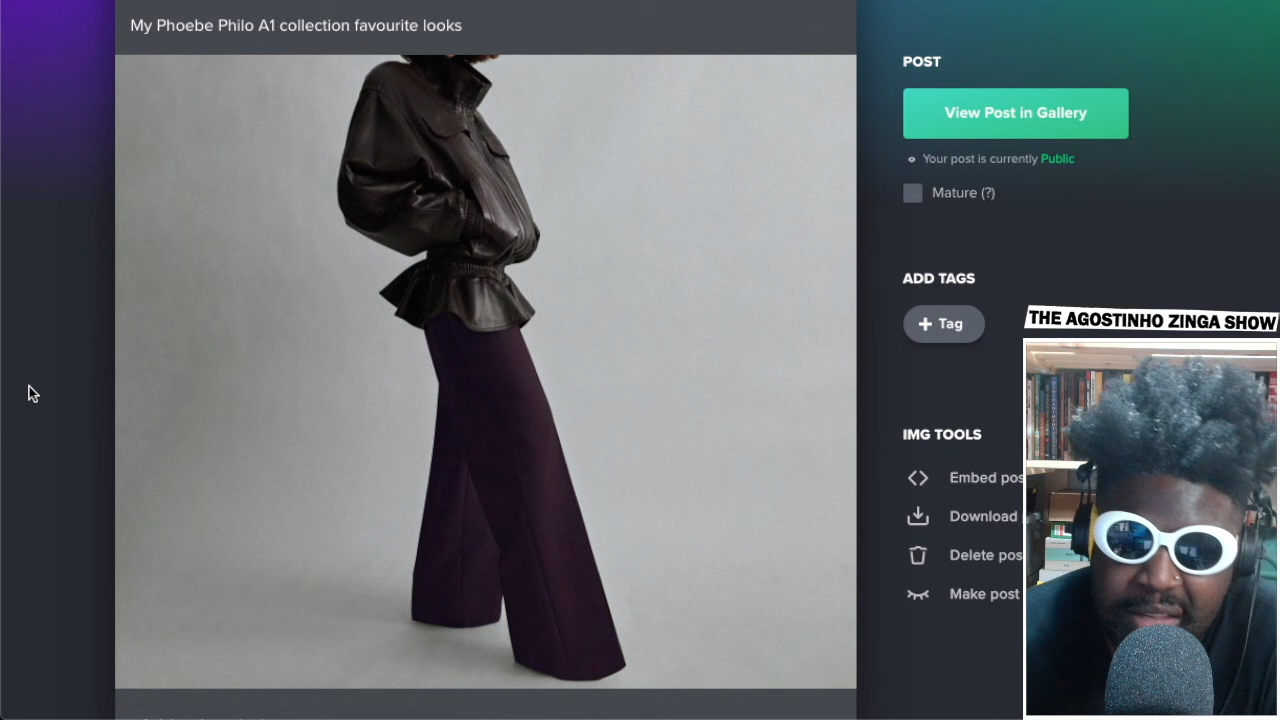 My Phoebe Philo A1 collection favourite looks
POST
View Post in Gallery
Your post is currently Public
Mature (?)
ADD TAGS
+ Tag
THE AGOSTINHO ZINGA SHOW
IMG TOOLS
Embed pos
Download
Delete pos
Make post